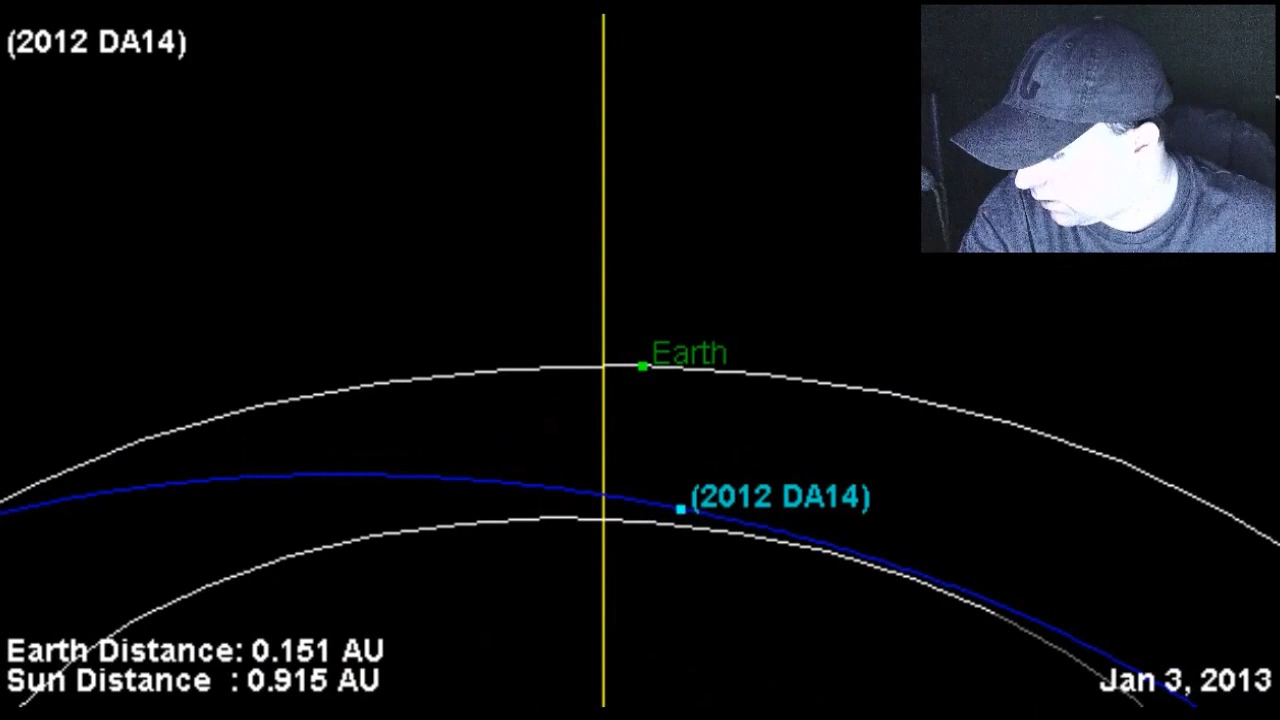 (2012 DA14)
Earth
(2012 DA14)
Earth Distance: 0.151 AU
Sun Distance : 0.915 AU
Jan 3, 2013